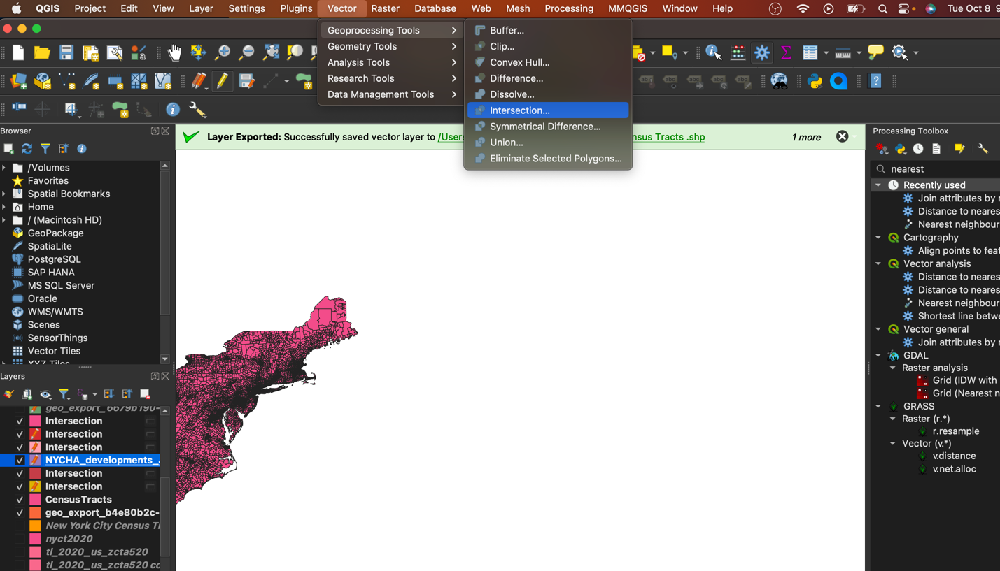 QGIS Project Edit View Layer Settings Plugins Vector Raster Database Web Mesh Processing MMQGIS Window Help Tue Oct 8 9
Geoprocessing Tools
Geometry Tools
Analysis Tools
Research Tools
Data Management Tools
Buffer...
Clip...
Convex Hull...
Difference...
Dissolve...
Intersection...
Symmetrical Difference...
Union...
Eliminate Selected Polygons...
Browser
Layer Exported: Successfully saved vector layer to /Users
nsus Tracts .shp
1 more
/Volumes
Favorites
Spatial Bookmarks
Home
/ (Macintosh HD)
GeoPackage
SpatiaLite
PostgreSQL
SAP HANA
MS SQL Server
Oracle
WMS/WMTS
Scenes
SensorThings
Vector Tiles
XYZ Tiles
Layers
geo_export_6679b190-
Intersection
Intersection
Intersection
NYCHA_developments_
Intersection
Intersection
CensusTracts
geo_export_b4e80b2c-
New York City Census Tr
nyct2020
tl_2020_us_zcta520
tl_2020_us_zcta520 co
Processing Toolbox
nearest
Recently used
Join attributes by n
Distance to neares
Nearest neighbour
Cartography
Align points to feat
Vector analysis
Distance to neares
Distance to neares
Nearest neighbour
Shortest line betwe
Vector general
Join attributes by n
GDAL
Raster analysis
Grid (IDW with
Grid (Nearest n
GRASS
Raster (r.*)
r.resample
Vector (v.*)
v.distance
v.net.alloc